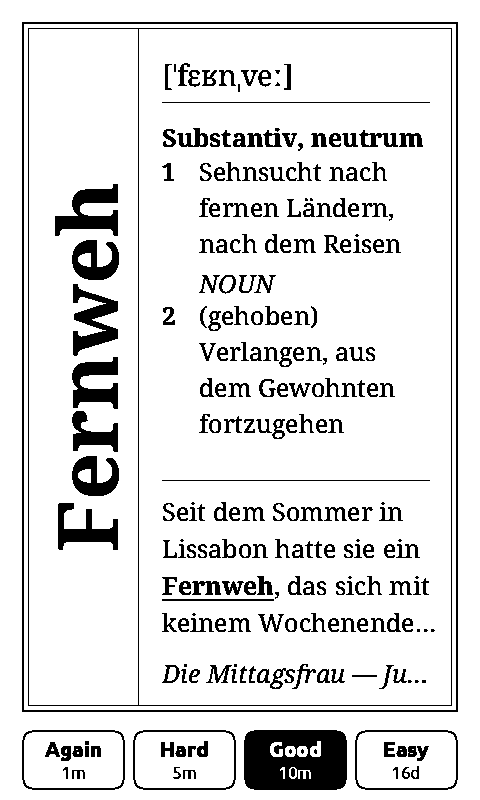 Fernweh
[ˈfɛʁnˌveː]
Substantiv, neutrum
1 Sehnsucht nach
fernen Ländern,
nach dem Reisen
NOUN
2 (gehoben)
Verlangen, aus
dem Gewohnten
fortzugehen
Seit dem Sommer in
Lissabon hatte sie ein
Fernweh, das sich mit
keinem Wochenende…
Die Mittagsfrau — Ju…
Again Hard Good Easy
1m 5m 10m 16d